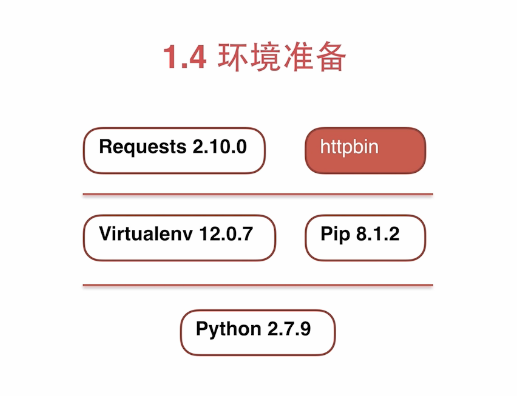 1.4 环境准备
Requests 2.10.0
httpbin
Virtualenv 12.0.7
Pip 8.1.2
Python 2.7.9